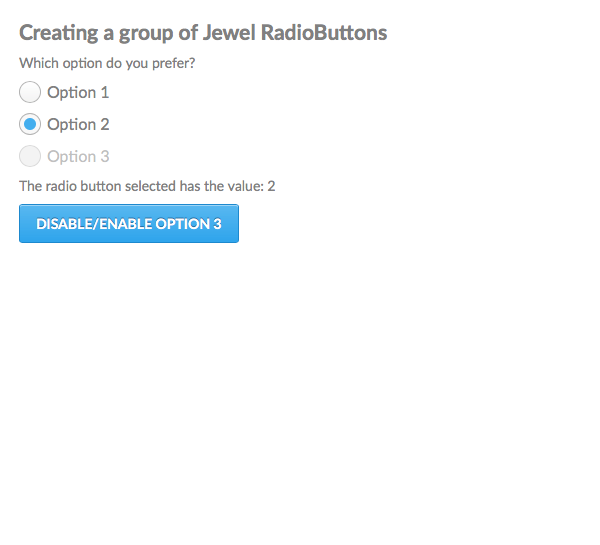 Creating a group of Jewel RadioButtons
Which option do you prefer?
Option 1
Option 2
Option 3
The radio button selected has the value: 2
DISABLE/ENABLE OPTION 3